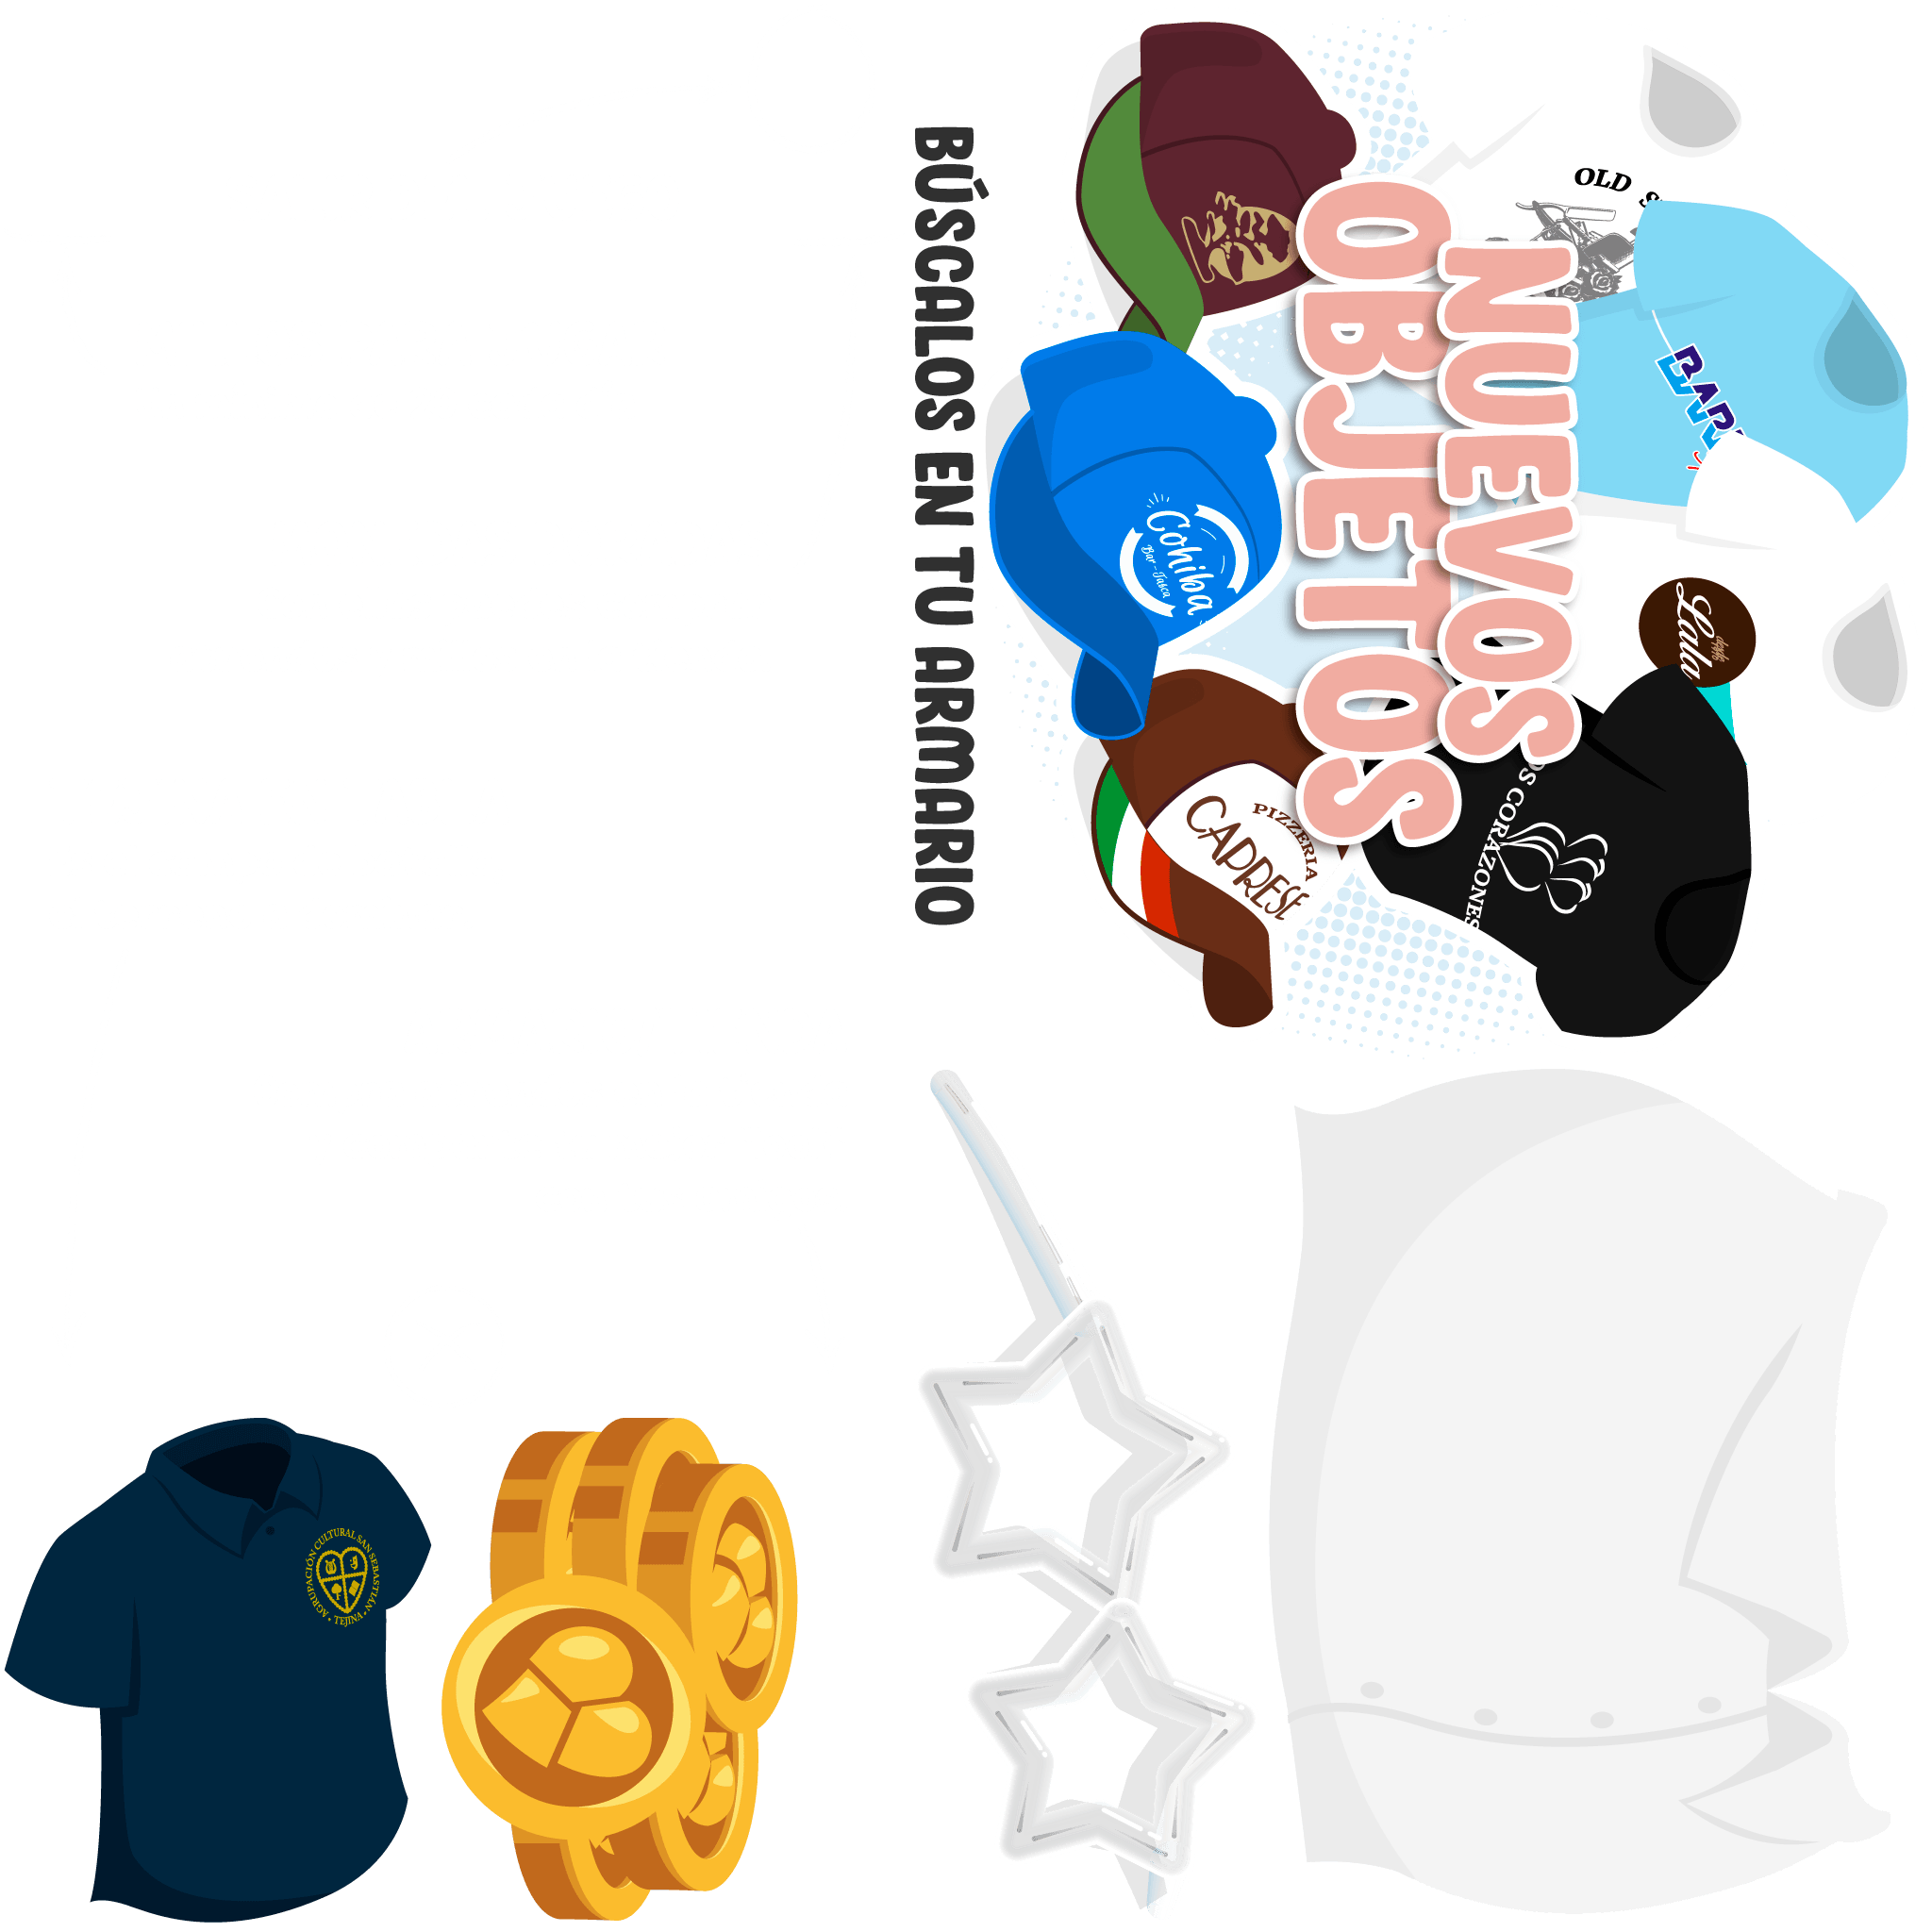 NUEVOS
OBJETOS
BÚSCALOS EN TU ARMARIO
OLD
Lala
CORAZONES
Cohiba
Bar - Tasca
PIZZERIA
CAPRESE
AGRUPACIÓN CULTURAL SAN SEBASTIÁN • TEJINA •